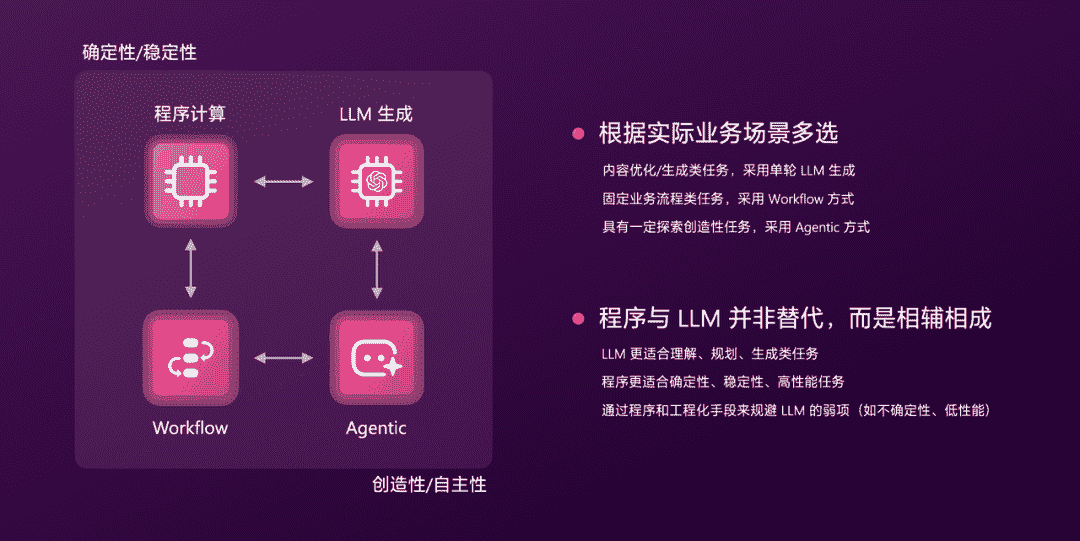 确定性/稳定性
程序计算
LLM 生成
Workflow
Agentic
创造性/自主性
根据实际业务场景多选
内容优化/生成类任务，采用单轮 LLM 生成
固定业务流程类任务，采用 Workflow 方式
具有一定探索创造性任务，采用 Agentic 方式
程序与 LLM 并非替代，而是相辅相成
LLM 更适合理解、规划、生成类任务
程序更适合确定性、稳定性、高性能任务
通过程序和工程化手段来规避 LLM 的弱项（如不确定性、低性能）